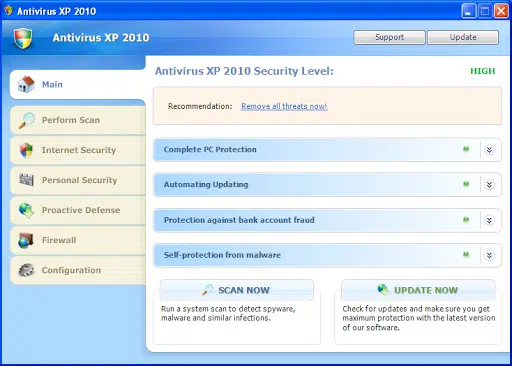 Antivirus XP 2010
Antivirus XP 2010
Support
Update
Main
Perform Scan
Internet Security
Personal Security
Proactive Defense
Firewall
Configuration
Antivirus XP 2010 Security Level:
HIGH
Recommendation:
Remove all threats now!
Complete PC Protection
Automating Updating
Protection against bank account fraud
Self-protection from malware
SCAN NOW
Run a system scan to detect spyware,
malware and similar infections.
UPDATE NOW
Check for updates and make sure you get
maximum protection with the latest version
of our software.